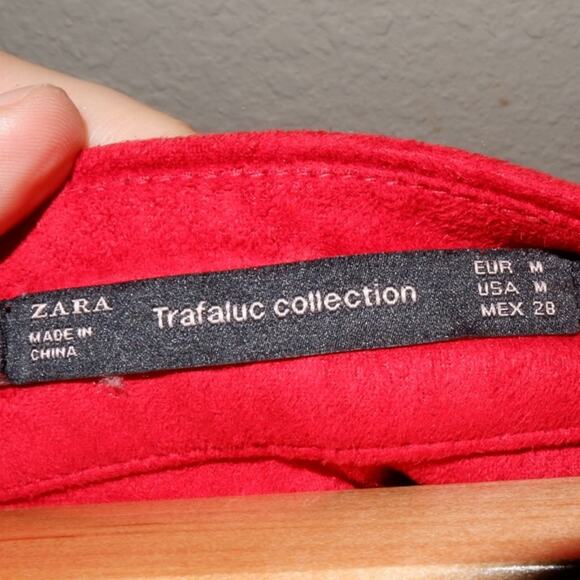 ZARA
MADE IN
CHINA
Trafaluc collection
EUR M
USA M
MEX 28